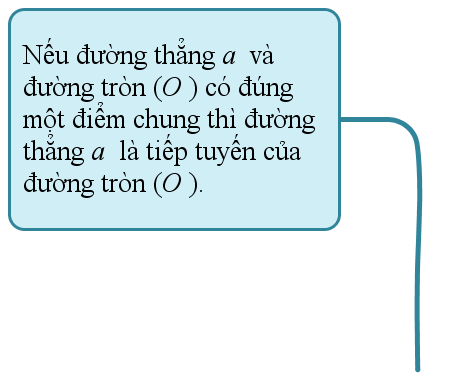 Nếu đường thẳng a và
đường tròn (O ) có đúng
một điểm chung thì đường
thẳng a là tiếp tuyến của
đường tròn (O ).